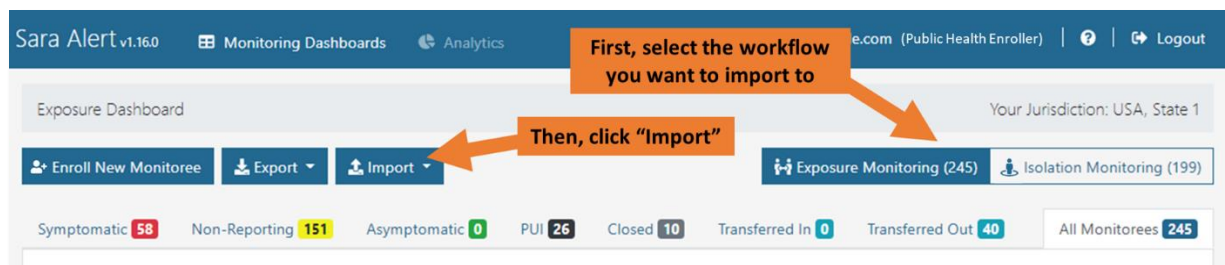 Sara Alert v1.16.0 Monitoring Dashboards Analytics e.com (Public Health Enroller) | ? | Logout
First, select the workflow
you want to import to
Exposure Dashboard Your Jurisdiction: USA, State 1
Then, click “Import”
Enroll New Monitoree Export Import Exposure Monitoring (245) Isolation Monitoring (199)
Symptomatic 58 Non-Reporting 151 Asymptomatic 0 PUI 26 Closed 10 Transferred In 0 Transferred Out 40 All Monitorees 245